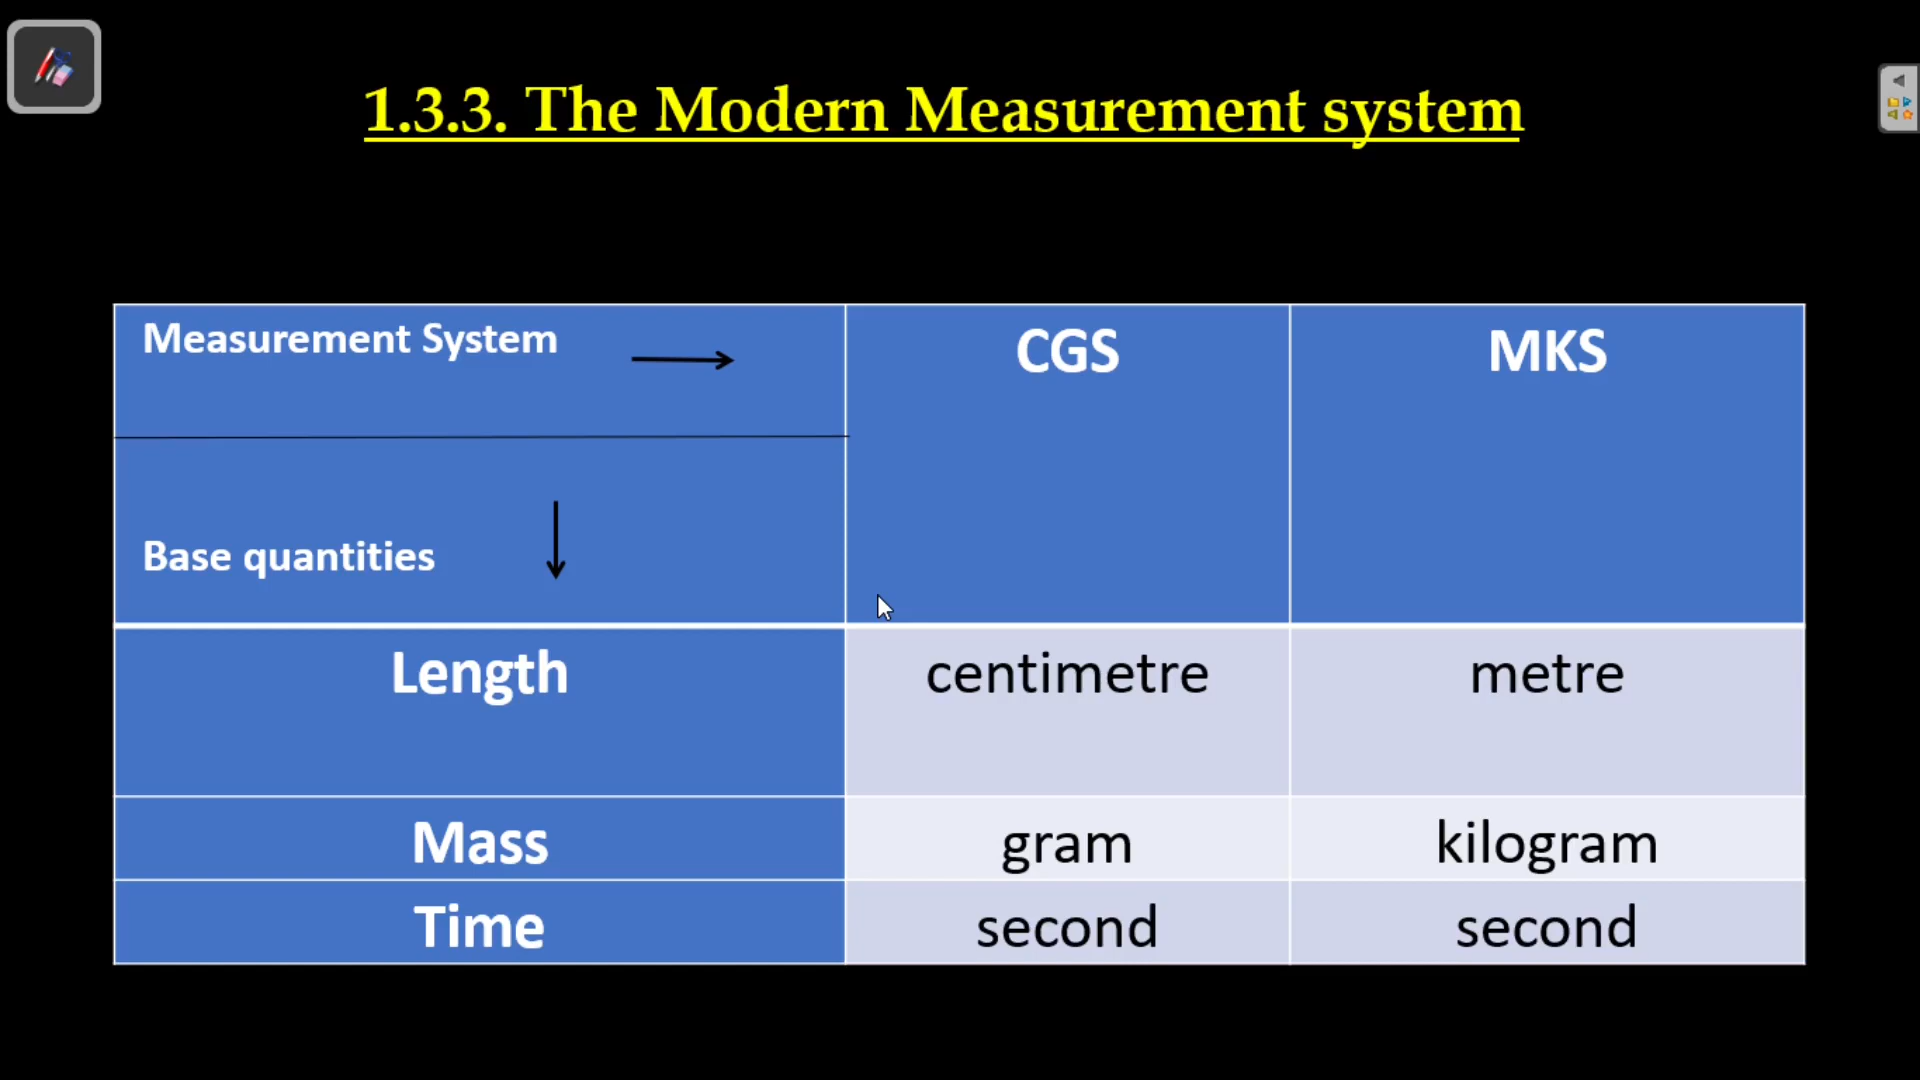 1.3.3. The Modern Measurement system
Measurement System
CGS
MKS
Base quantities
Length
centimetre
metre
Mass
gram
kilogram
Time
second
second